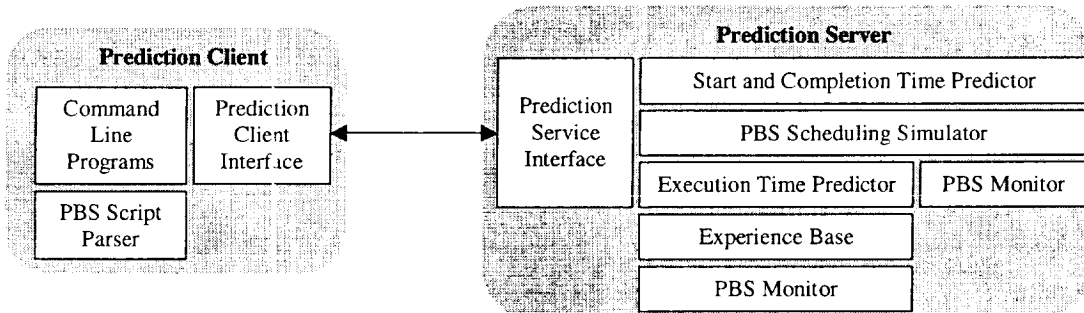 Prediction Client
Command
Line
Programs
Prediction
Client
Interface
PBS Script
Parser
Prediction Server
Prediction
Service
Interface
Start and Completion Time Predictor
PBS Scheduling Simulator
Execution Time Predictor
PBS Monitor
Experience Base
PBS Monitor